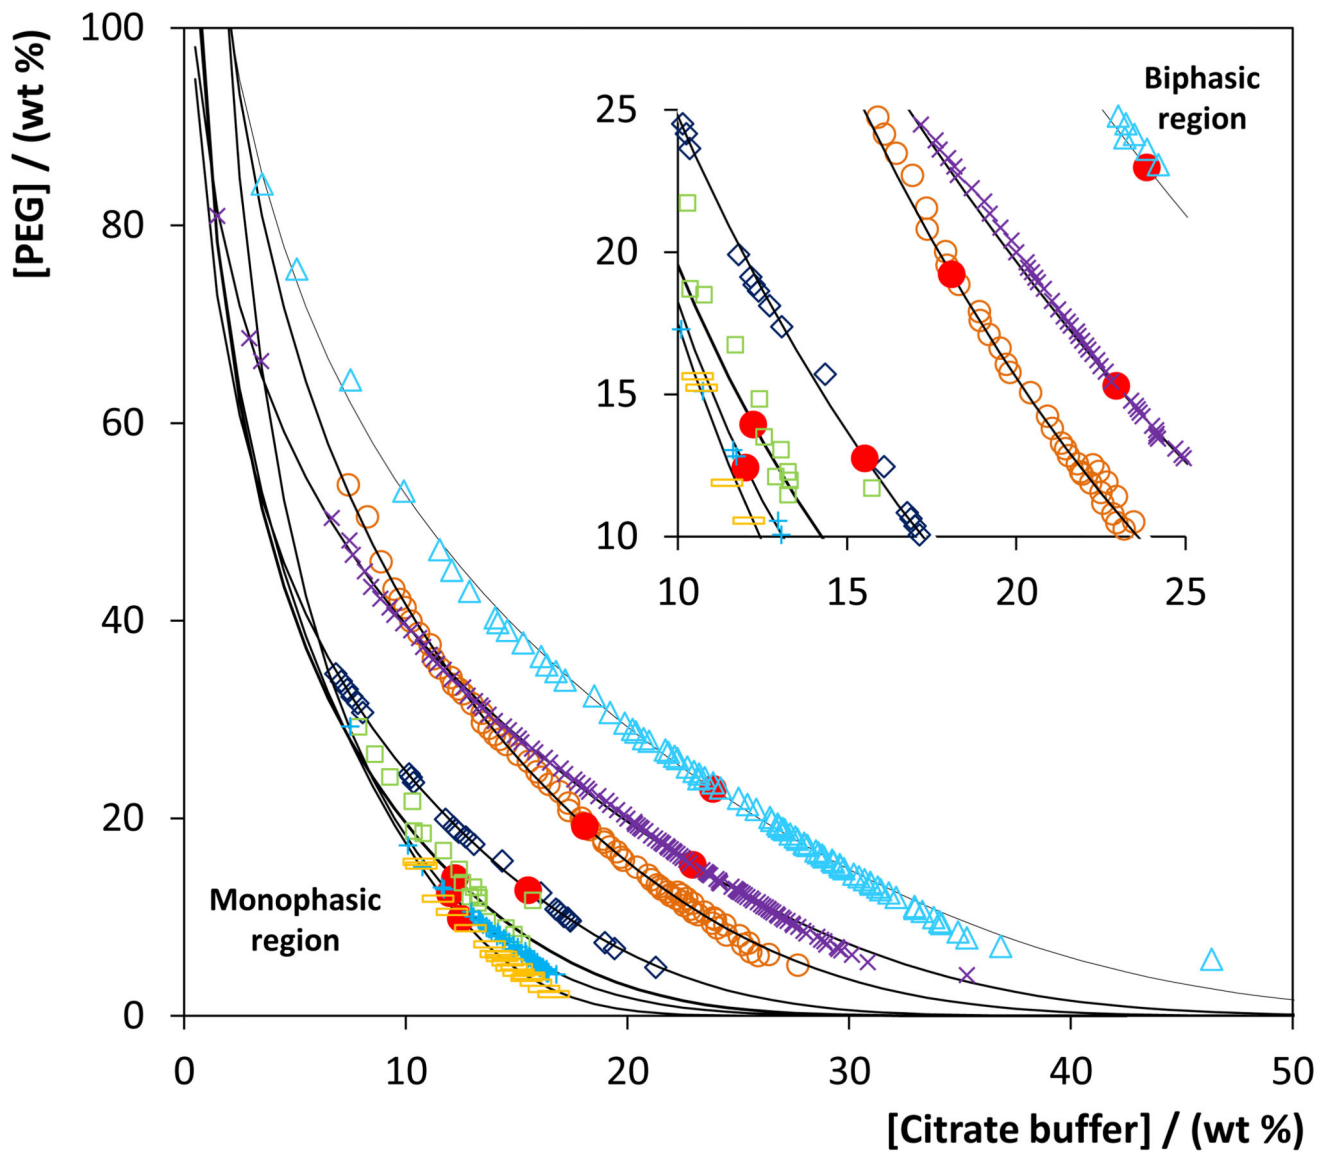 [PEG] / (wt %)
100
80
60
40
20
0
0 10 20 30 40 50
[Citrate buffer] / (wt %)
Monophasic
region
Biphasic
region
25
20
15
10
10 15 20 25